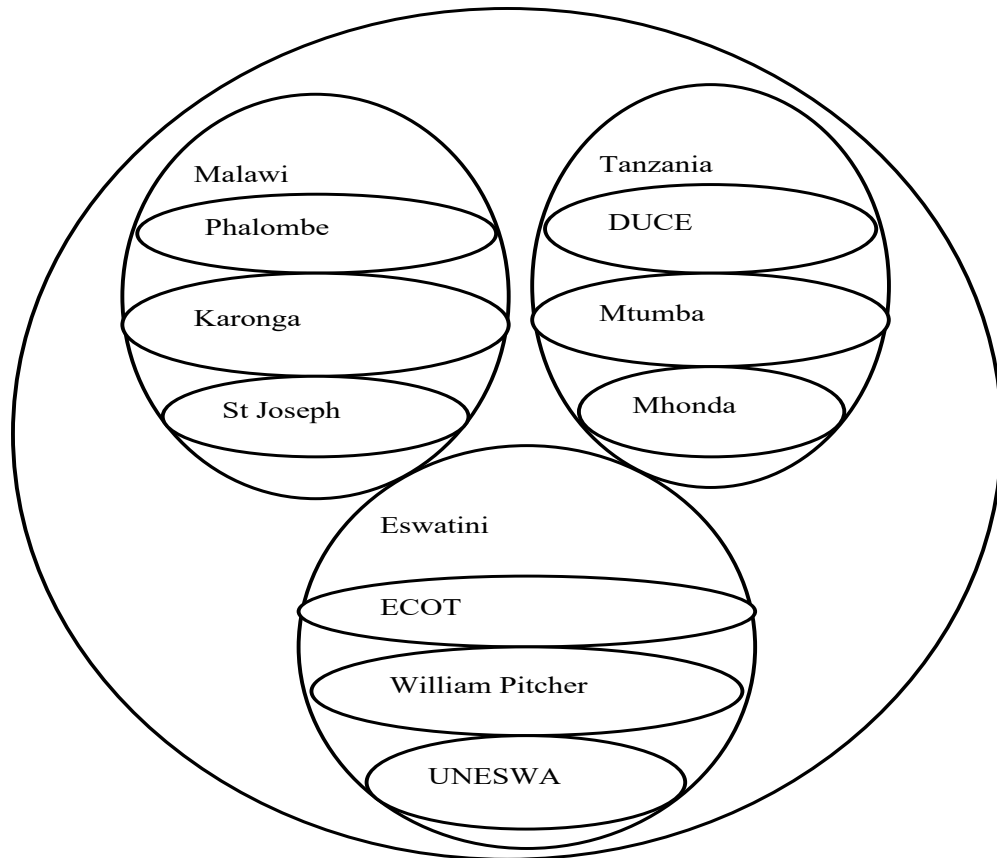 Malawi
Phalombe
Karonga
St Joseph
Tanzania
DUCE
Mtumba
Mhonda
Eswatini
ECOT
William Pitcher
UNESWA